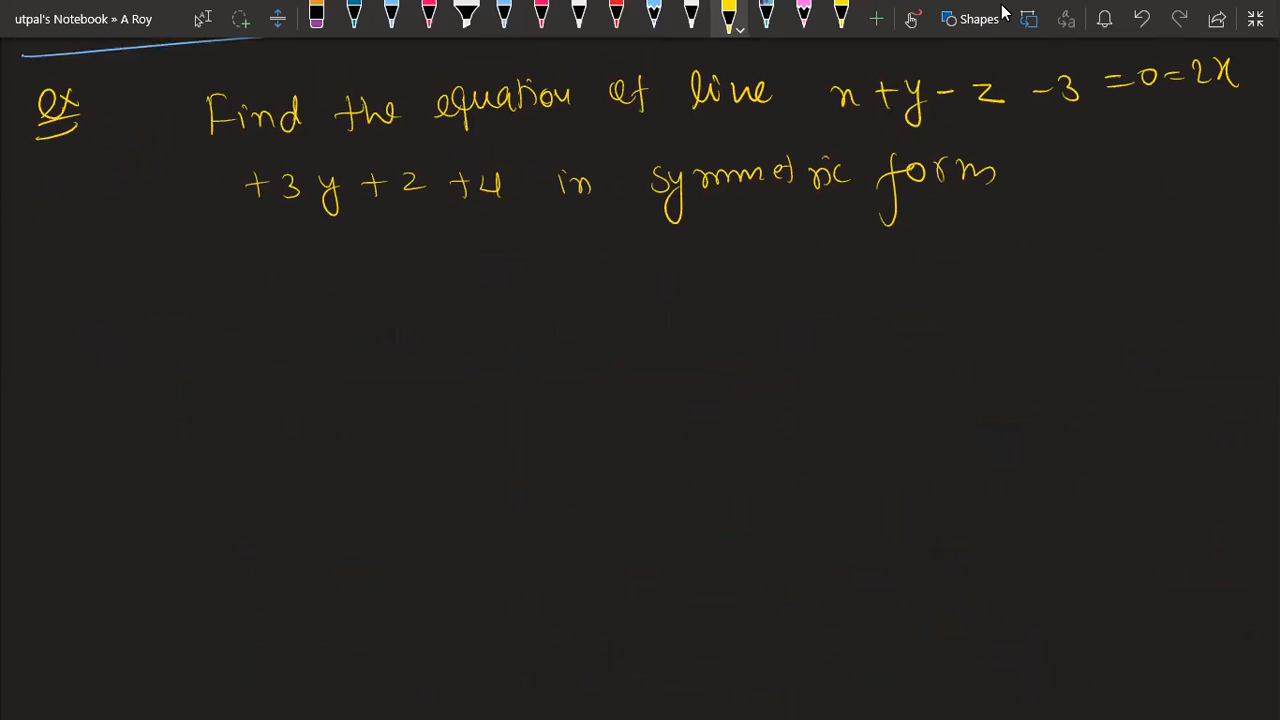 utpal's Notebook » A Roy
Shapes
Ex Find the equation of line x + y - z - 3 = 0 = 2x
+ 3y + z + 4 in symmetric form